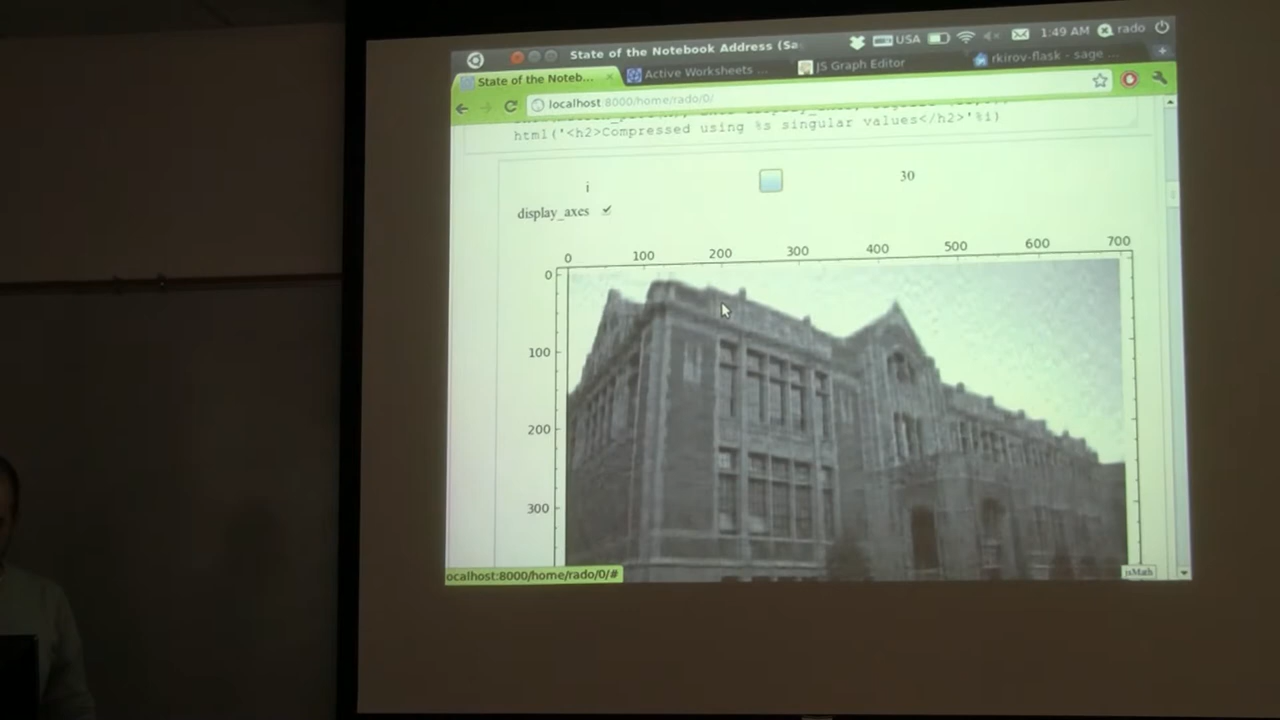 State of the Notebook Address (Sa
USA 1:49 AM rado
State of the Noteb... Active Worksheets ... JS Graph Editor rkirov-flask - sage ...
localhost:8000/home/rado/0/
html('<h2>Compressed using %s singular values</h2>'%i)
i 30
display_axes
0 100 200 300 400 500 600 700
0
100
200
300
ocalhost:8000/home/rado/0/# jsMath